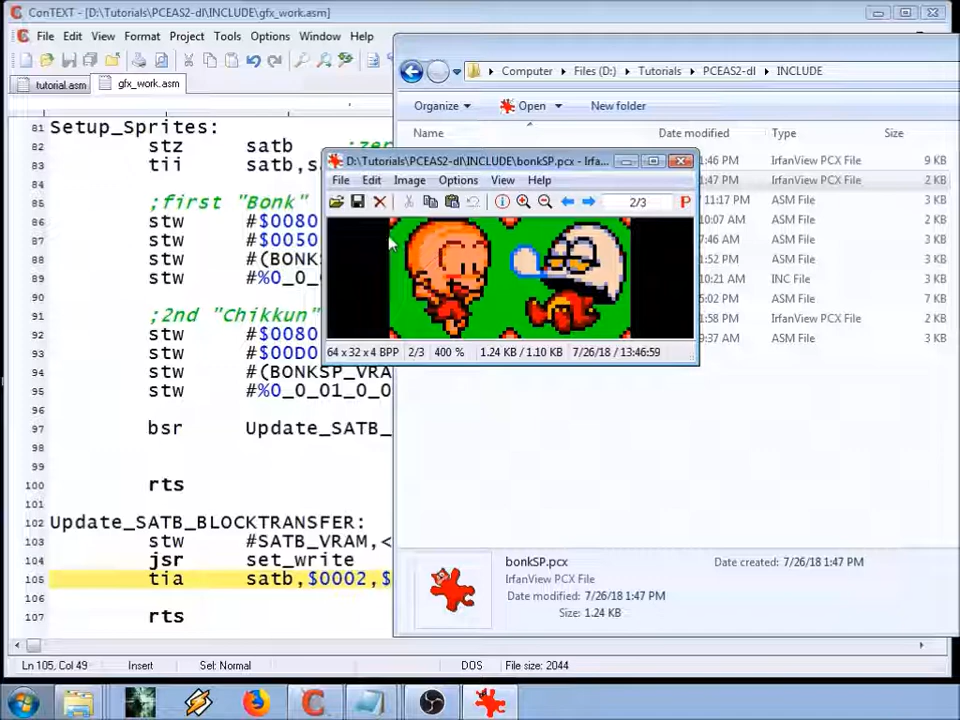 ConTEXT - [D:\Tutorials\PCEAS2-dl\INCLUDE\gfx_work.asm]
File Edit View Format Project Tools Options Window Help
tutorial.asm gfx_work.asm
81 Setup_Sprites:
82 stz satb ;zer
83 tii satb,s
84
85 ;first "Bonk"
86 stw #$0080
87 stw #$0050
88 stw #(BONK
89 stw #%0_0_
90
91 ;2nd "Chikkun"
92 stw #$0080
93 stw #$00D0
94 stw #(BONKSP_VRA
95 stw #%0_0_01_0_0
96
97 bsr Update_SATB_
98
99
100 rts
101
102 Update_SATB_BLOCKTRANSFER:
103 stw #SATB_VRAM,<
104 jsr set_write
105 tia satb,$0002,$
106
107 rts
Ln 105, Col 49 Insert Sel: Normal DOS File size: 2044
Computer Files (D:) Tutorials PCEAS2-dl INCLUDE
Organize Open New folder
Name Date modified Type Size
1:46 PM IrfanView PCX File 9 KB
1:47 PM IrfanView PCX File 2 KB
11:17 PM ASM File 3 KB
10:07 AM ASM File 2 KB
7:46 AM ASM File 3 KB
1:52 PM ASM File 3 KB
10:21 AM INC File 3 KB
5:02 PM ASM File 3 KB
1:58 PM IrfanView PCX File 2 KB
9:37 AM ASM File 3 KB
D:\Tutorials\PCEAS2-dl\INCLUDE\bonkSP.pcx - Irfa...
File Edit Image Options View Help
2/3
64 x 32 x 4 BPP 2/3 400 % 1.24 KB / 1.10 KB 7/26/18 / 13:46:59
bonkSP.pcx Date created: 7/26/18 1:47 PM
IrfanView PCX File
Date modified: 7/26/18 1:47 PM
Size: 1.24 KB